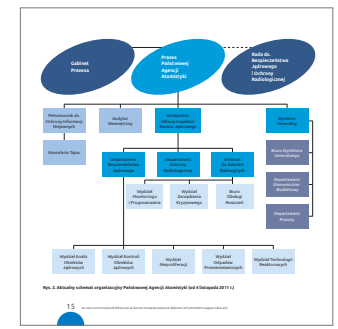 Gabinet
Prezesa
Prezes
Państwowej
Agencji
Atomistyki
Rada ds.
Bezpieczeństwa
Jądrowego
i Ochrony
Radiologicznej
Pełnomocnik ds.
Ochrony Informacji
Niejawnych
Audytor
Wewnętrzny
Wiceprezes
Główny Inspektor
Dozoru Jądrowego
Dyrektor
Generalny
Kancelaria Tajna
Departament
Bezpieczeństwa
Jądrowego
Departament
Ochrony
Radiologicznej
Centrum
ds. Zdarzeń
Radiacyjnych
Biuro Dyrektora
Generalnego
Wydział
Monitoringu
i Prognozowania
Wydział
Zarządzania
Kryzysowego
Biuro
Obsługi
Roszczeń
Departament
Ekonomiczno
-Budżetowy
Departament
Prawny
Wydział Analiz
Obiektów
Jądrowych
Wydział Kontroli
Obiektów
Jądrowych
Wydział
Nieproliferacji
Wydział
Odpadów
Promieniotwórczych
Wydział Technologii
Reaktorowych
Rys. 2. Aktualny schemat organizacyjny Państwowej Agencji Atomistyki (od 4 listopada 2011 r.)
15